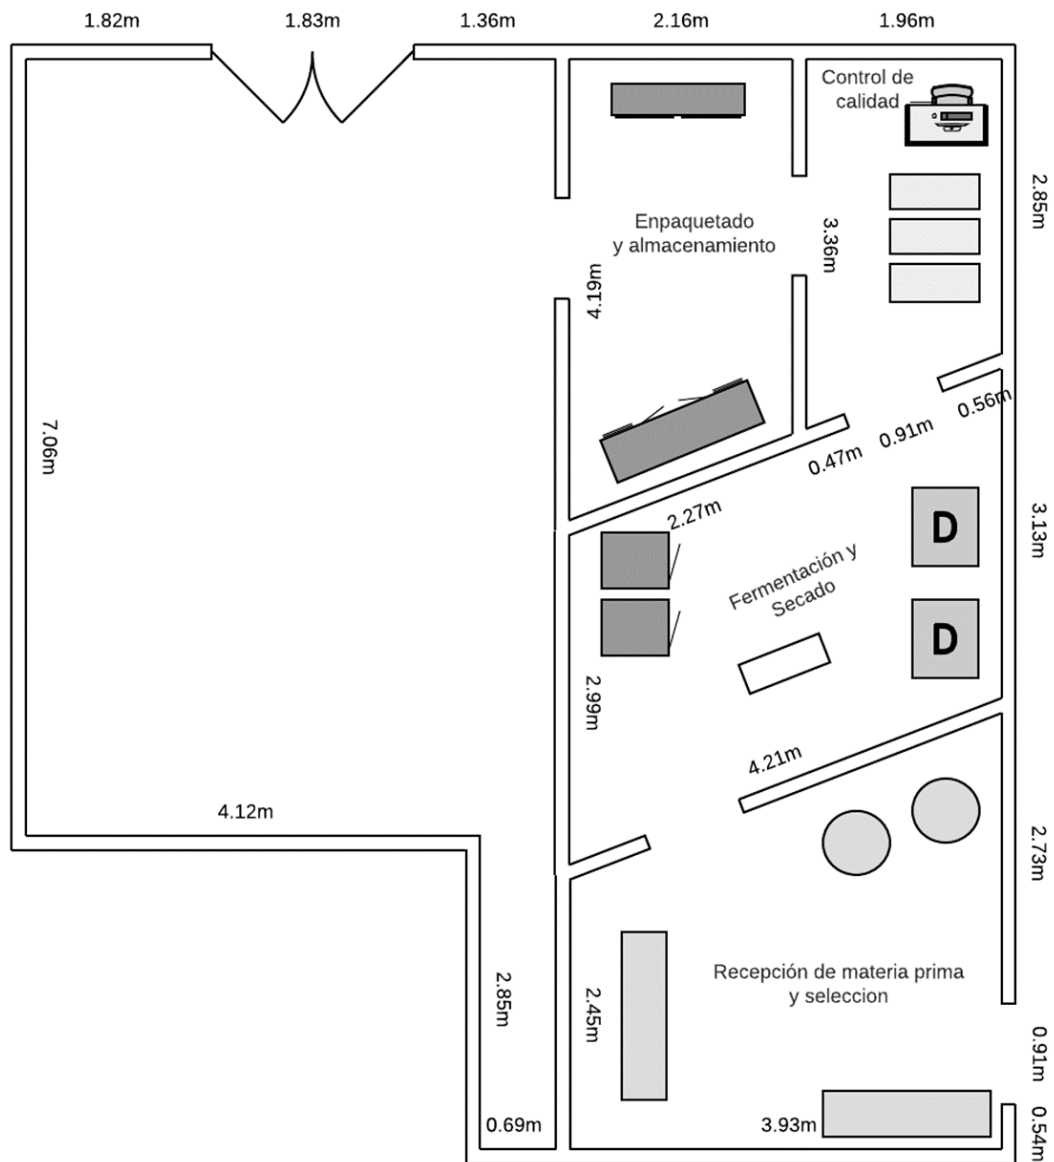 1.82m
1.83m
1.36m
2.16m
1.96m
Control de
calidad
2.85m
Enpaquetado
y almacenamiento
3.36m
4.19m
0.56m
0.91m
0.47m
7.06m
2.27m
3.13m
D
Fermentación y
Secado
D
2.99m
4.21m
4.12m
2.73m
Recepción de materia prima
y seleccion
2.85m
2.45m
0.91m
0.69m
3.93m
0.54m